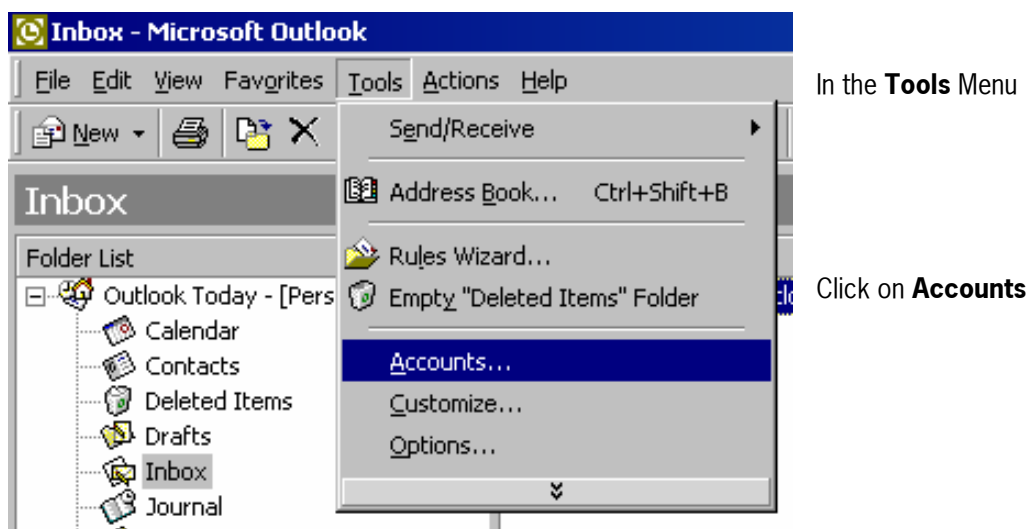 Inbox - Microsoft Outlook
File Edit View Favorites Tools Actions Help
In the Tools Menu
New
Send/Receive
Address Book... Ctrl+Shift+B
Inbox
Rules Wizard...
Folder List
Empty "Deleted Items" Folder
Outlook Today - [Pers
Click on Accounts
Calendar
Accounts...
Contacts
Customize...
Deleted Items
Options...
Drafts
Inbox
Journal